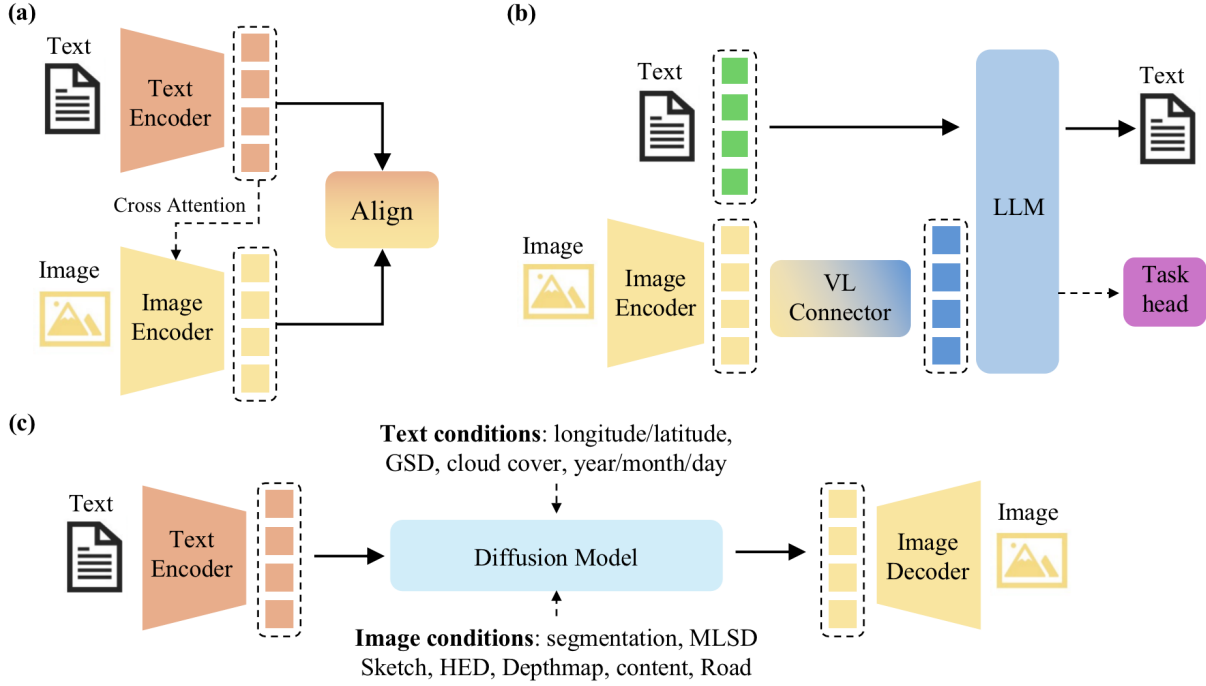 (a)
Text
Text
Encoder
Cross Attention
Align
Image
Image
Encoder
(b)
Text
Text
LLM
Image
Image
Encoder
VL
Connector
Task
head
(c)
Text conditions: longitude/latitude,
GSD, cloud cover, year/month/day
Text
Text
Encoder
Diffusion Model
Image
Image
Decoder
Image conditions: segmentation, MLSD
Sketch, HED, Depthmap, content, Road